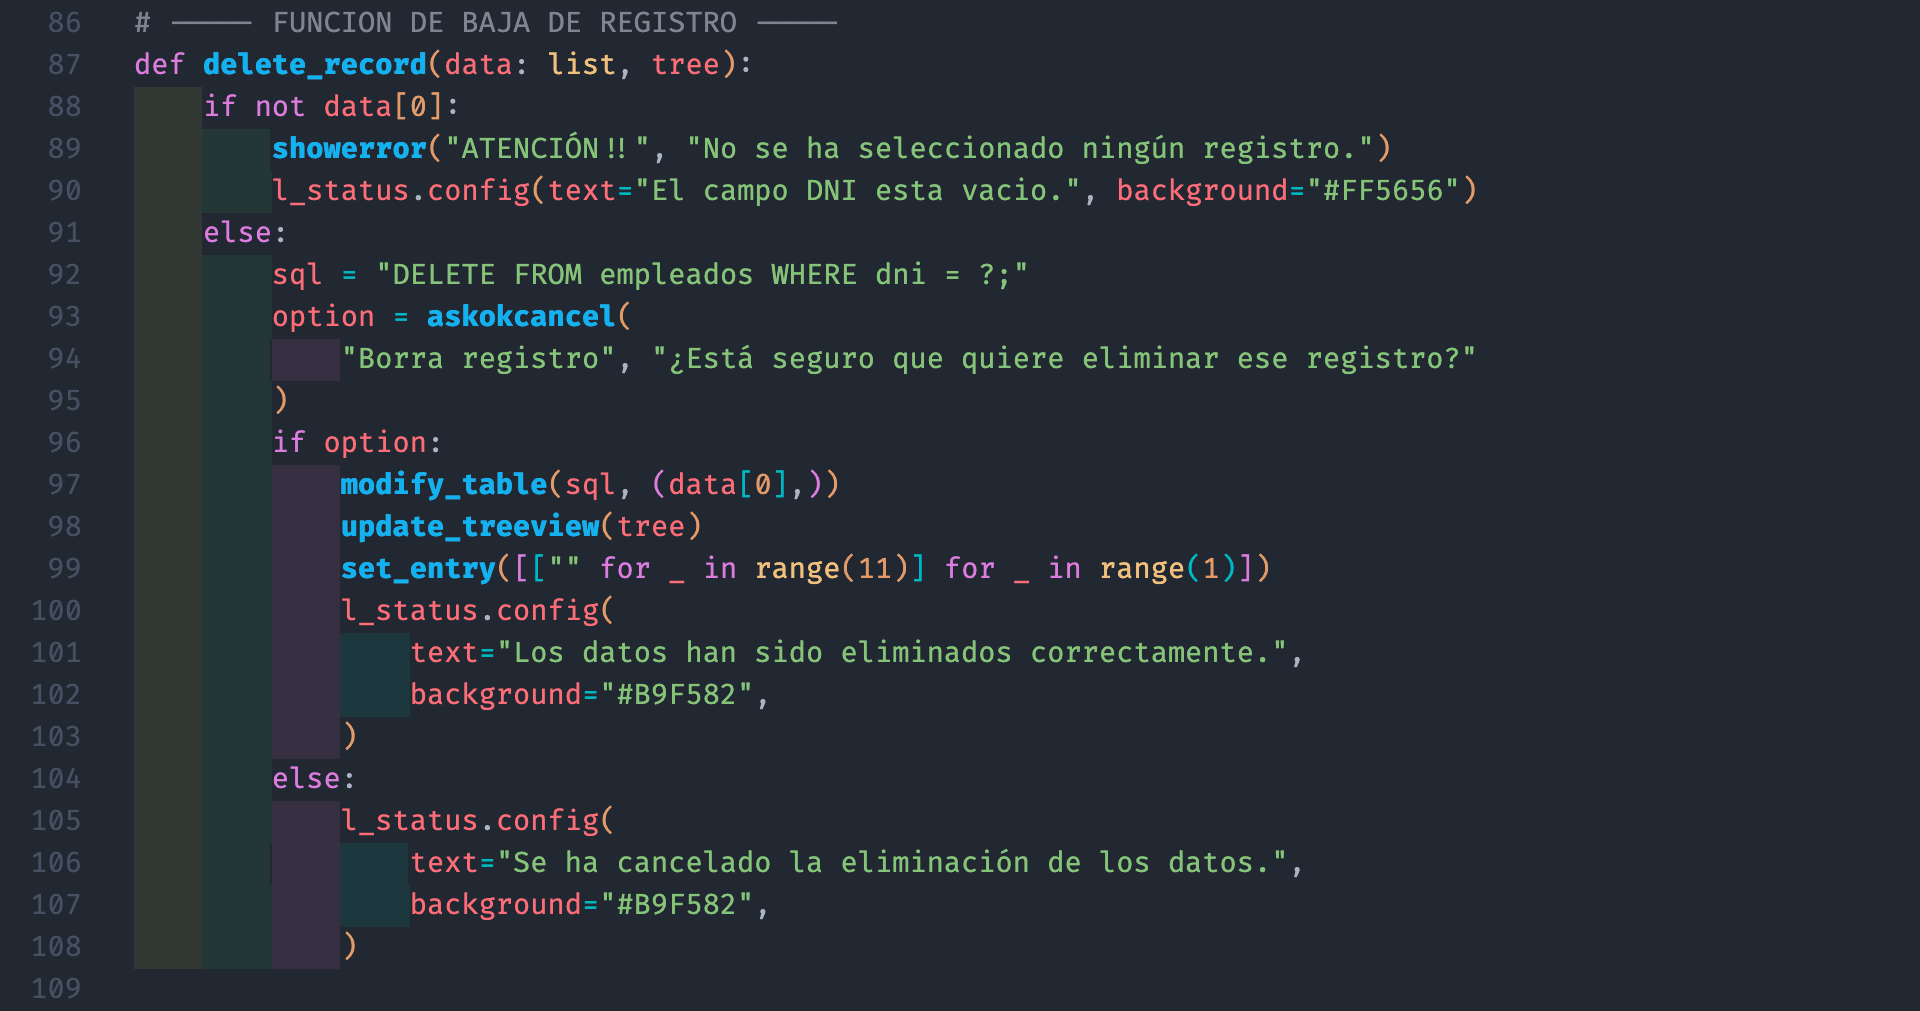 86 # ───── FUNCION DE BAJA DE REGISTRO ─────
87 def delete_record(data: list, tree):
88     if not data[0]:
89         showerror("ATENCIÓN!!", "No se ha seleccionado ningún registro.")
90         l_status.config(text="El campo DNI esta vacio.", background="#FF5656")
91     else:
92         sql = "DELETE FROM empleados WHERE dni = ?;"
93         option = askokcancel(
94             "Borra registro", "¿Está seguro que quiere eliminar ese registro?"
95         )
96         if option:
97             modify_table(sql, (data[0],))
98             update_treeview(tree)
99             set_entry([["" for _ in range(11)] for _ in range(1)])
100             l_status.config(
101                 text="Los datos han sido eliminados correctamente.",
102                 background="#B9F582",
103             )
104         else:
105             l_status.config(
106                 text="Se ha cancelado la eliminación de los datos.",
107                 background="#B9F582",
108             )
109